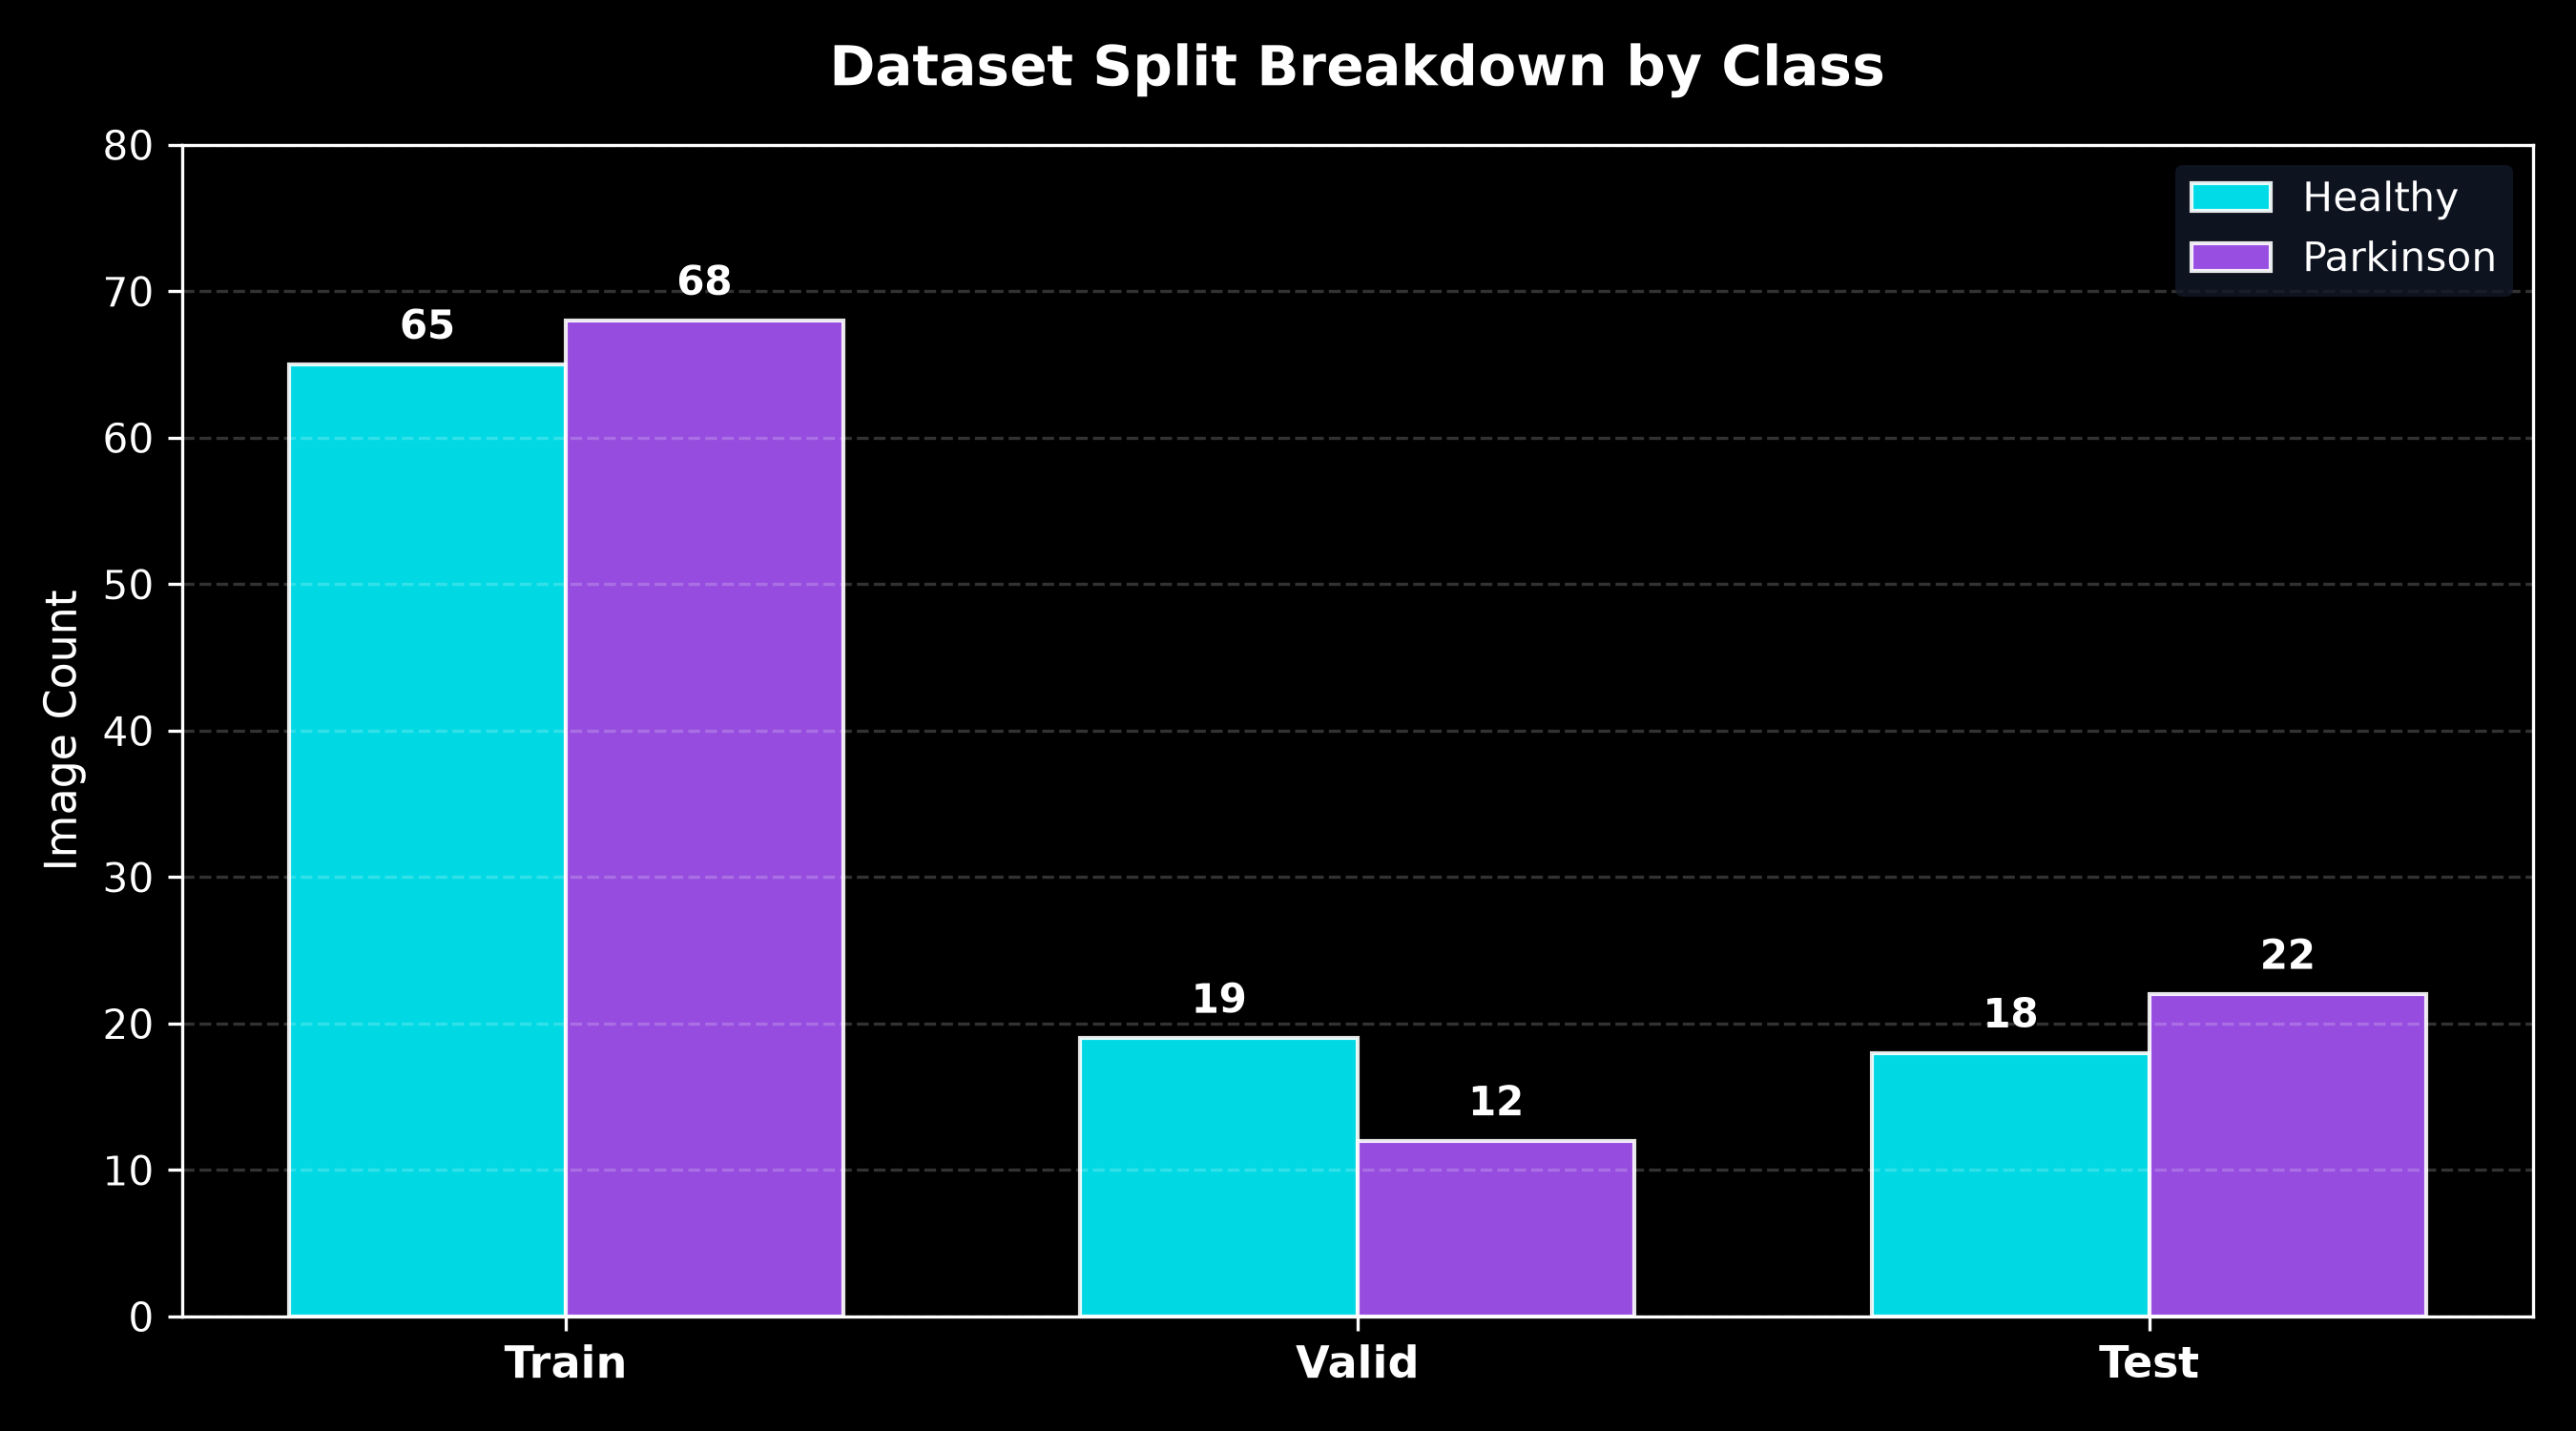 Dataset Split Breakdown by Class
80
70
60
50
40
30
20
10
0
Image Count
Healthy
Parkinson
65
68
19
12
18
22
Train
Valid
Test